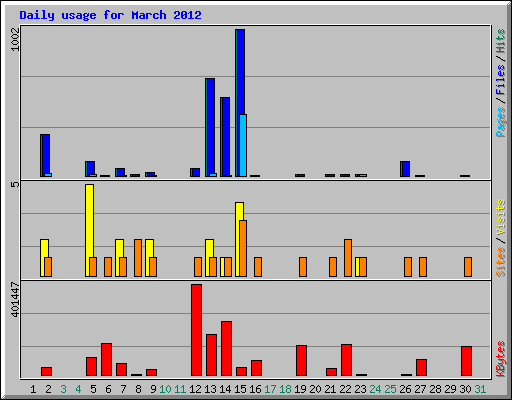 Daily usage for March 2012
1002
Pages / Files / Hits
5
Sites / Visits
401447
KBytes
1 2 3 4 5 6 7 8 9 10 11 12 13 14 15 16 17 18 19 20 21 22 23 24 25 26 27 28 29 30 31